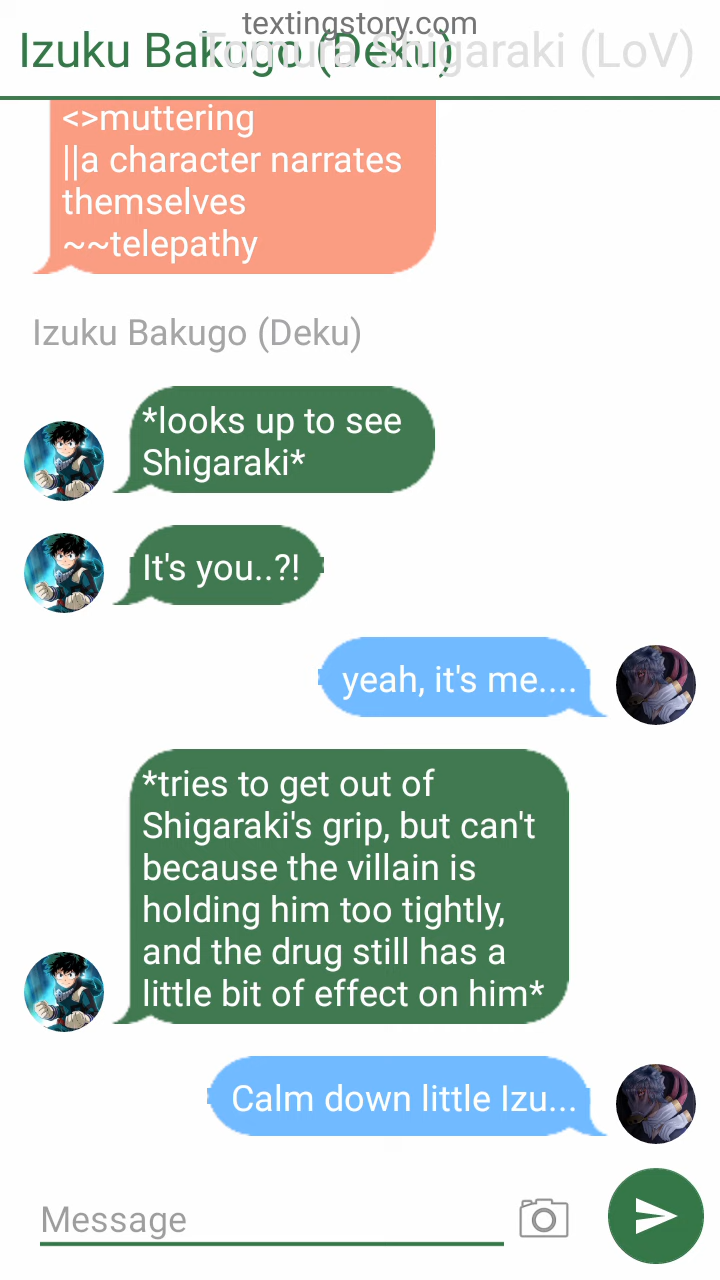 textingstory.com
Izuku Bakugo (Deku) Tomura Shigaraki (LoV)
<>muttering
||a character narrates
themselves
~~telepathy
Izuku Bakugo (Deku)
*looks up to see
Shigaraki*
It's you..?!
yeah, it's me....
*tries to get out of
Shigaraki's grip, but can't
because the villain is
holding him too tightly,
and the drug still has a
little bit of effect on him*
Calm down little Izu...
Message